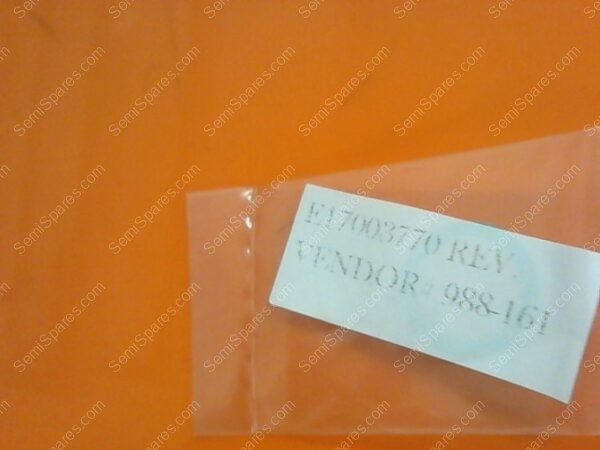 E17003770 REV.
VENDOR# 988-161
SemiSpares.com